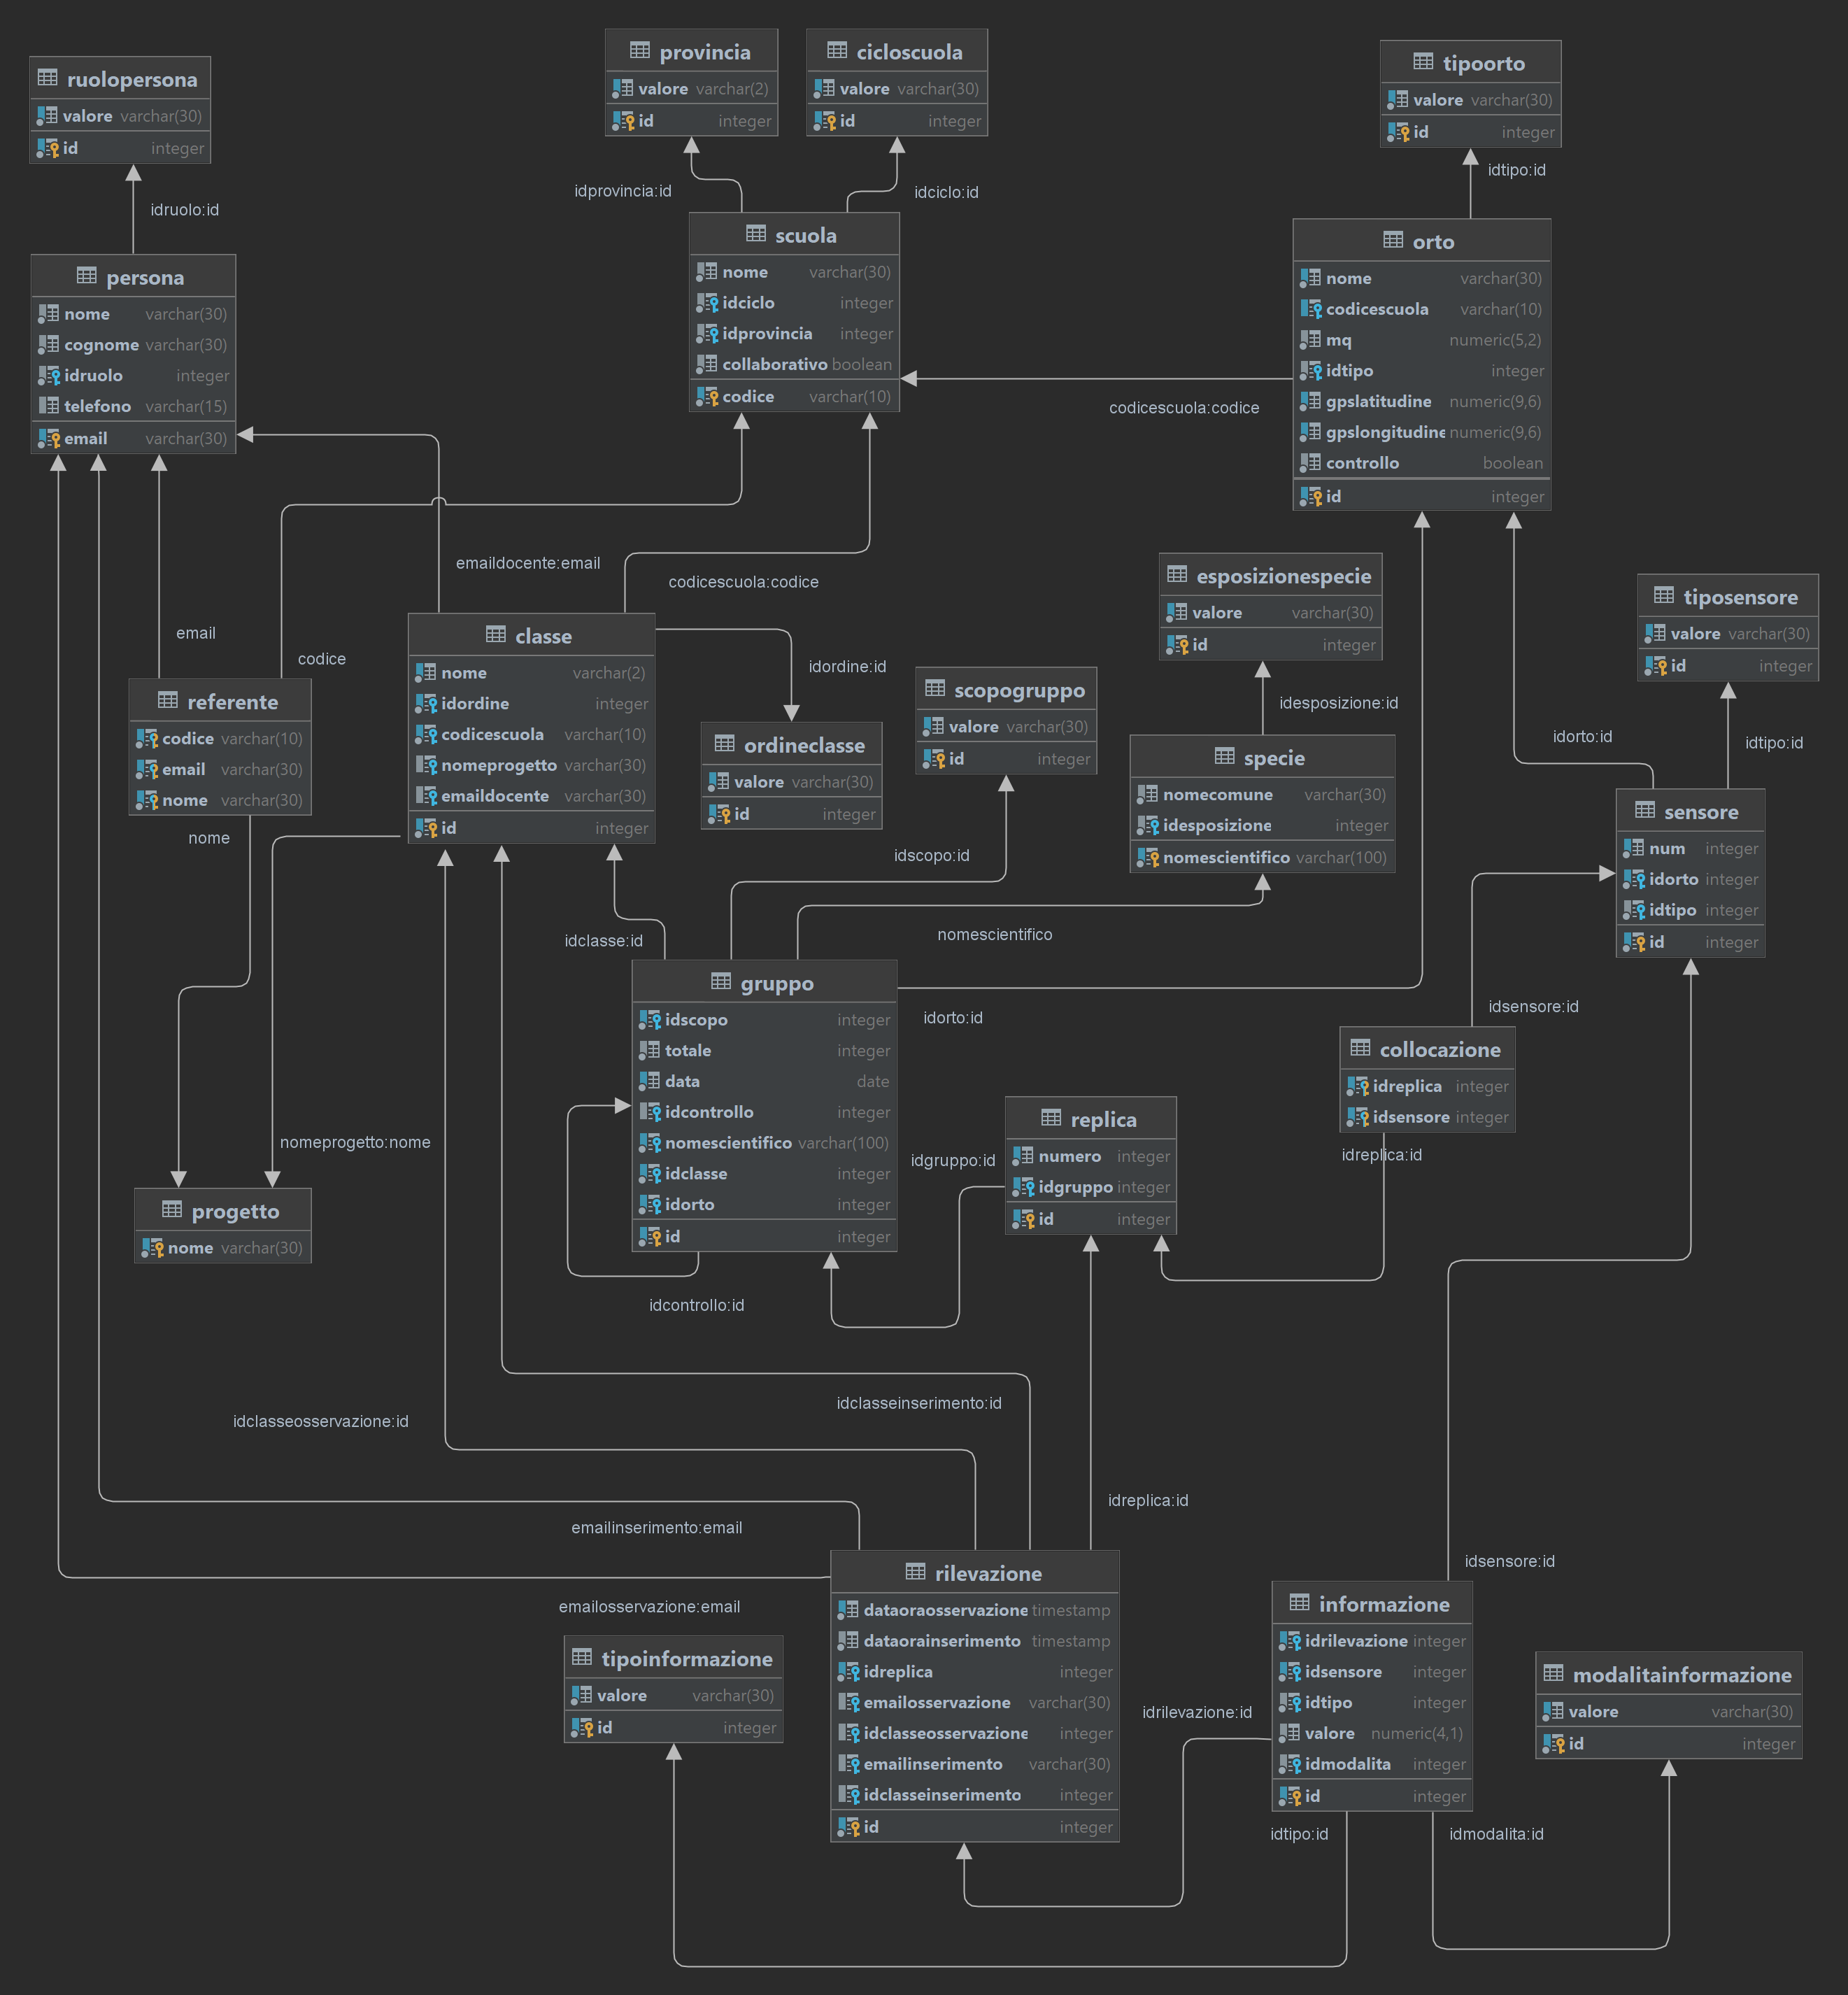 provincia
valore varchar(2)
id integer
cicloscuola
valore varchar(30)
id integer
tipoorto
valore varchar(30)
id integer
ruolopersona
valore varchar(30)
id integer
idprovincia:id
idciclo:id
idtipo:id
idruolo:id
scuola
nome varchar(30)
idciclo integer
idprovincia integer
collaborativo boolean
codice varchar(10)
orto
nome varchar(30)
codicescuola varchar(10)
mq numeric(5,2)
idtipo integer
gpslatitudine numeric(9,6)
gpslongitudine numeric(9,6)
controllo boolean
id integer
persona
nome varchar(30)
cognome varchar(30)
idruolo integer
telefono varchar(15)
email varchar(30)
codicescuola:codice
emaildocente:email
codicescuola:codice
esposizionespecie
valore varchar(30)
id integer
tiposensore
valore varchar(30)
id integer
email
codice
classe
nome varchar(2)
idordine integer
codicescuola varchar(10)
nomeprogetto varchar(30)
emaildocente varchar(30)
id integer
idordine:id
scopogruppo
valore varchar(30)
id integer
idesposizione:id
referente
codice varchar(10)
email varchar(30)
nome varchar(30)
nome
ordineclasse
valore varchar(30)
id integer
specie
nomecomune varchar(30)
idesposizione integer
nomescientifico varchar(100)
idorto:id
idtipo:id
sensore
num integer
idorto integer
idtipo integer
id integer
idscopo:id
idclasse:id
nomescientifico
gruppo
idscopo integer
totale integer
data date
idcontrollo integer
nomescientifico varchar(100)
idclasse integer
idorto integer
id integer
idorto:id
idsensore:id
collocazione
idreplica integer
idsensore integer
idreplica:id
replica
numero integer
idgruppo integer
id integer
idgruppo:id
nomeprogetto:nome
progetto
nome varchar(30)
idcontrollo:id
idclasseinserimento:id
idclasseosservazione:id
idreplica:id
emailinserimento:email
idsensore:id
emailosservazione:email
rilevazione
dataoraosservazione timestamp
dataorainserimento timestamp
idreplica integer
emailosservazione varchar(30)
idclasseosservazione integer
emailinserimento varchar(30)
idclasseinserimento integer
id integer
informazione
idrilevazione integer
idsensore integer
idtipo integer
valore numeric(4,1)
idmodalita integer
id integer
tipoinformazione
valore varchar(30)
id integer
modalitainformazione
valore varchar(30)
id integer
idrilevazione:id
idtipo:id
idmodalita:id